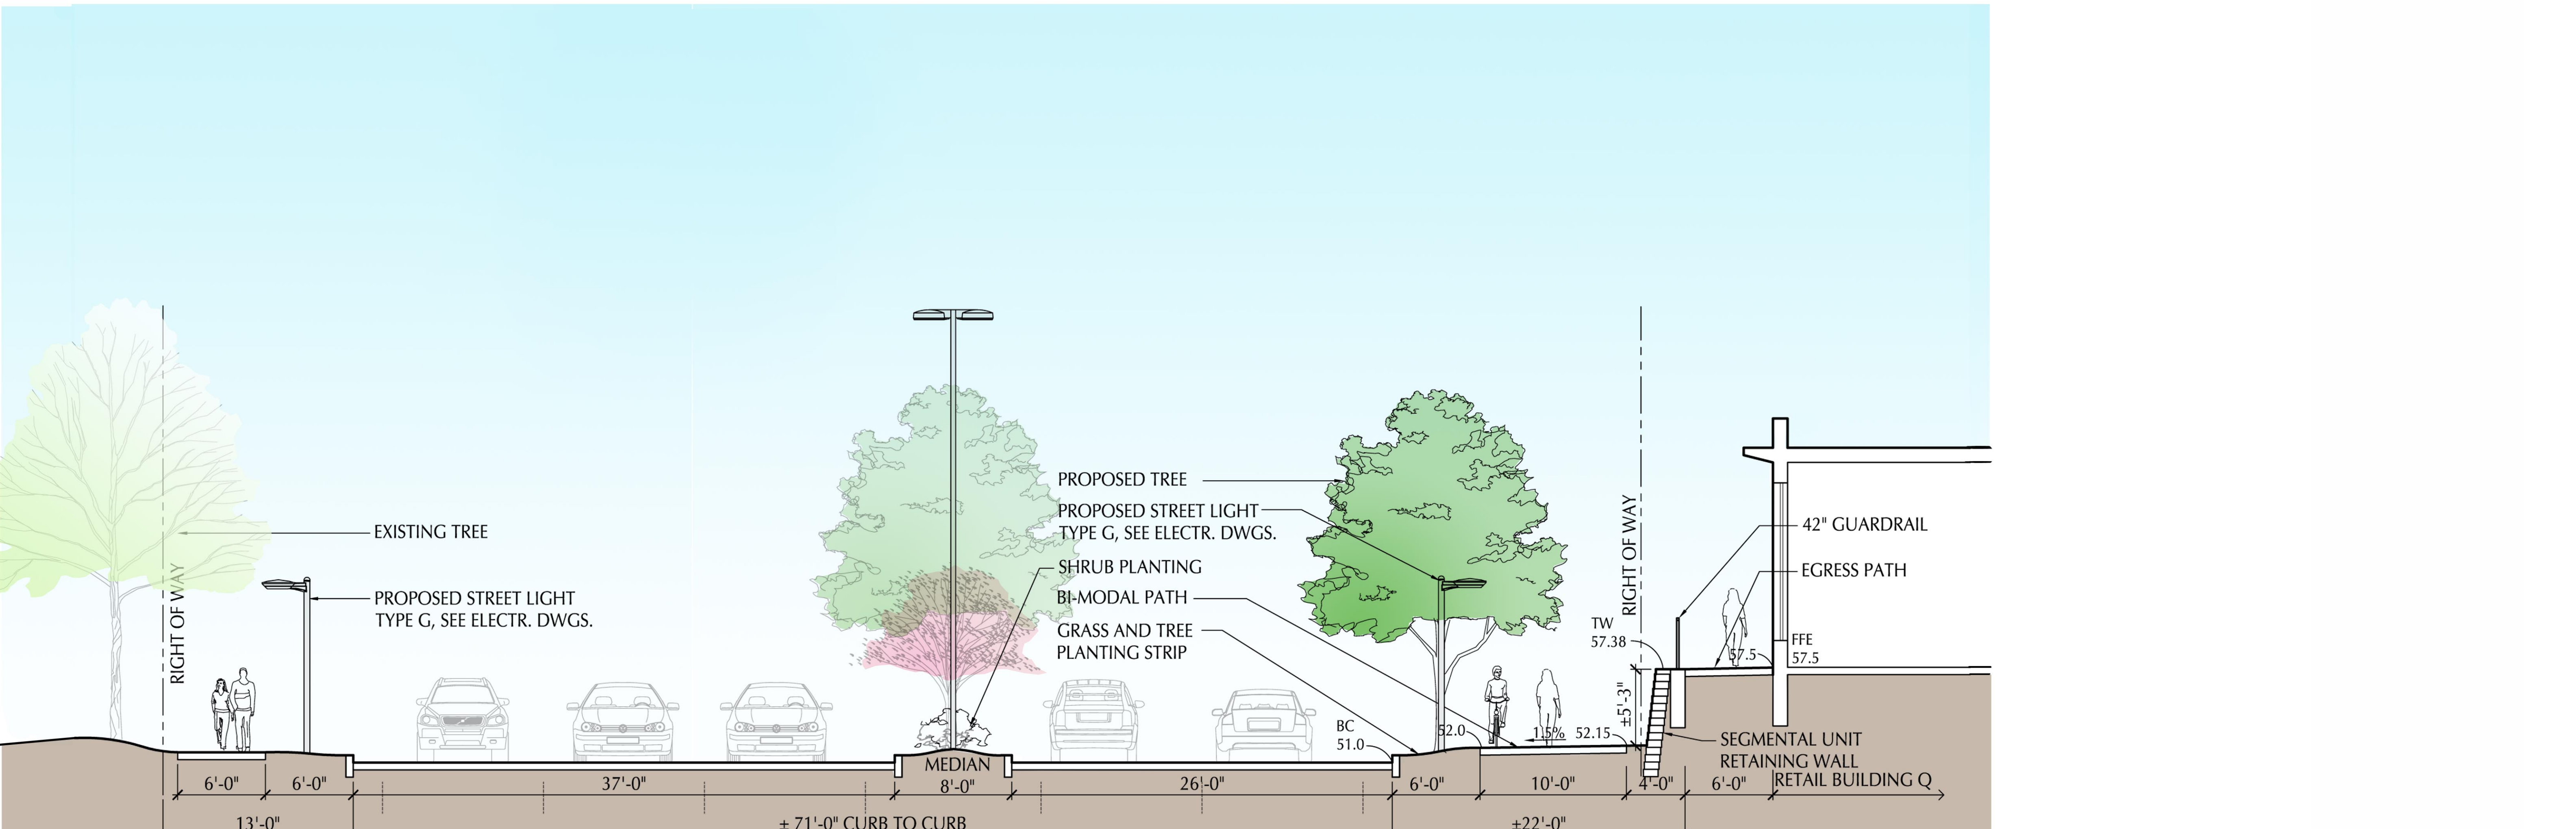 EXISTING TREE
PROPOSED STREET LIGHT
TYPE G, SEE ELECTR. DWGS.
RIGHT OF WAY
PROPOSED TREE
PROPOSED STREET LIGHT
TYPE G, SEE ELECTR. DWGS.
SHRUB PLANTING
BI-MODAL PATH
GRASS AND TREE
PLANTING STRIP
RIGHT OF WAY
42" GUARDRAIL
EGRESS PATH
TW
57.38
FFE
57.5
57.5
±5'-3"
BC
51.0
52.0
1.5%
52.15
SEGMENTAL UNIT
RETAINING WALL
RETAIL BUILDING Q
MEDIAN
6'-0"
6'-0"
37'-0"
8'-0"
26'-0"
6'-0"
10'-0"
4'-0"
6'-0"
13'-0"
± 71'-0" CURB TO CURB
±22'-0"